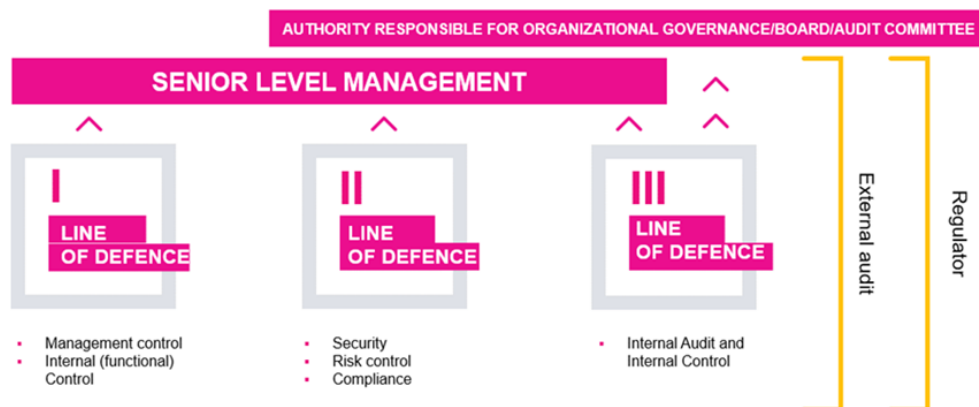 AUTHORITY RESPONSIBLE FOR ORGANIZATIONAL GOVERNANCE/BOARD/AUDIT COMMITTEE
SENIOR LEVEL MANAGEMENT
I
LINE
OF DEFENCE
Management control
Internal (functional)
Control
II
LINE
OF DEFENCE
Security
Risk control
Compliance
III
LINE
OF DEFENCE
Internal Audit and
Internal Control
External audit
Regulator